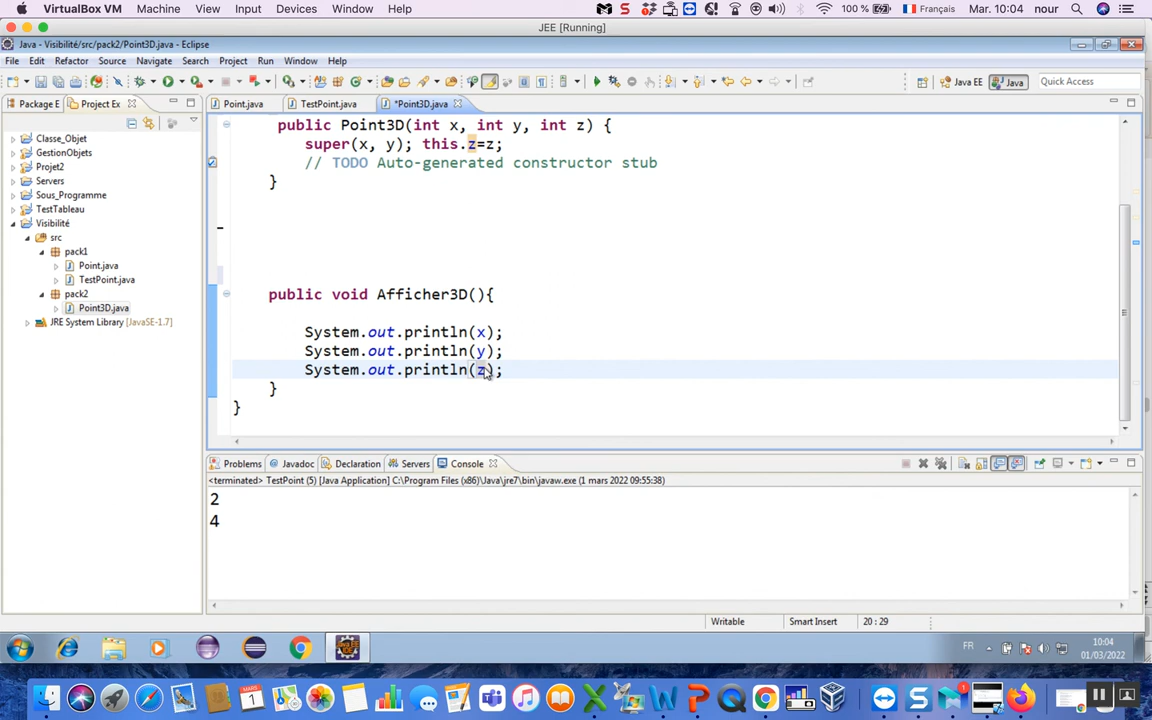 VirtualBox VM Machine View Input Devices Window Help 100 % Français Mar. 10:04 nour
JEE [Running]
Java - Visibilité/src/pack2/Point3D.java - Eclipse
File Edit Refactor Source Navigate Search Project Run Window Help
Java EE Java Quick Access
Package E Project Ex Point.java TestPoint.java *Point3D.java
Classe_Objet
GestionObjets
Projet2
Servers
Sous_Programme
TestTableau
Visibilité
src
pack1
Point.java
TestPoint.java
pack2
Point3D.java
JRE System Library [JavaSE-1.7]
public Point3D(int x, int y, int z) {
super(x, y); this.z=z;
// TODO Auto-generated constructor stub
}
public void Afficher3D(){
System.out.println(x);
System.out.println(y);
System.out.println(z);
}
}
Problems Javadoc Declaration Servers Console
<terminated> TestPoint (5) [Java Application] C:\Program Files (x86)\Java\jre7\bin\javaw.exe (1 mars 2022 09:55:38)
2
4
Writable Smart Insert 20 : 29
FR 10:04
01/03/2022